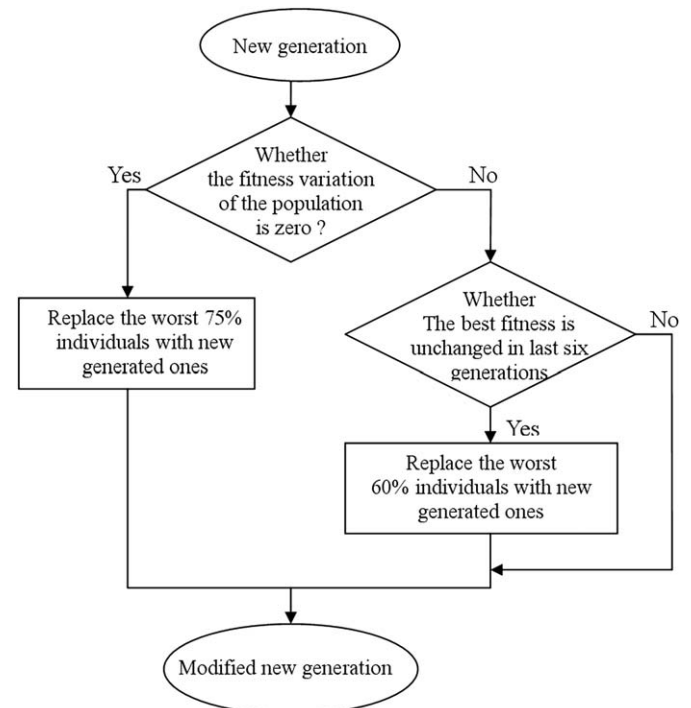 New generation
Whether
the fitness variation
of the population
is zero ?
Yes
No
Replace the worst 75%
individuals with new
generated ones
Whether
The best fitness is
unchanged in last six
generations
No
Yes
Replace the worst
60% individuals with new
generated ones
Modified new generation